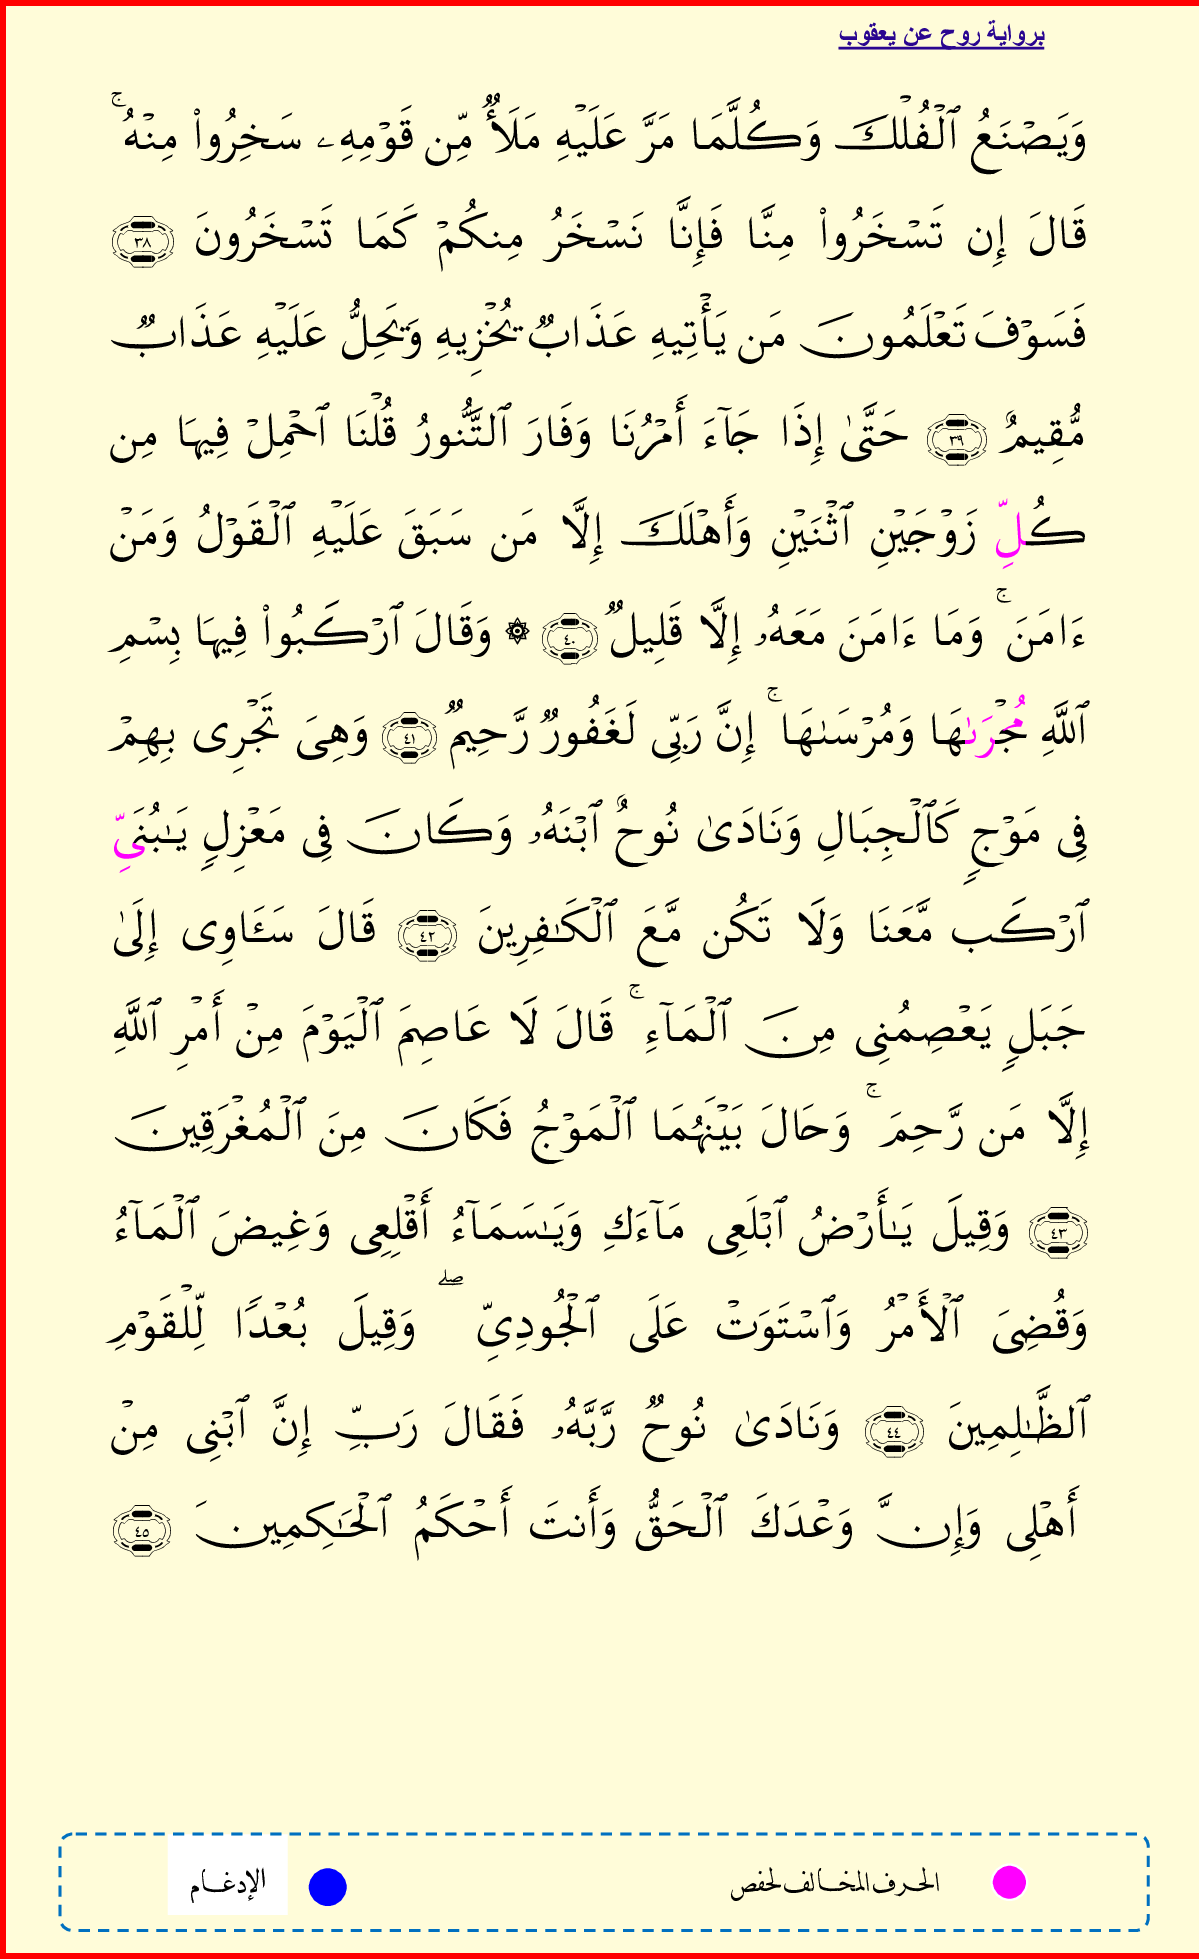 برواية روح عن يعقوب
وَيَصْنَعُ ٱلْفُلْكَ وَكُلَّمَا مَرَّ عَلَيْهِ مَلَأٌ مِّن قَوْمِهِۦ سَخِرُوا۟ مِنْهُ ۚ
قَالَ إِن تَسْخَرُوا۟ مِنَّا فَإِنَّا نَسْخَرُ مِنكُمْ كَمَا تَسْخَرُونَ ٣٨
فَسَوْفَ تَعْلَمُونَ مَن يَأْتِيهِ عَذَابٌ يُخْزِيهِ وَيَحِلُّ عَلَيْهِ عَذَابٌ
مُّقِيمٌ ٣٩ حَتَّىٰ إِذَا جَآءَ أَمْرُنَا وَفَارَ ٱلتَّنُّورُ قُلْنَا ٱحْمِلْ فِيهَا مِن
كُلِّ زَوْجَيْنِ ٱثْنَيْنِ وَأَهْلَكَ إِلَّا مَن سَبَقَ عَلَيْهِ ٱلْقَوْلُ وَمَنْ
ءَامَنَ ۚ وَمَا ءَامَنَ مَعَهُۥ إِلَّا قَلِيلٌ ٤٠ ۞ وَقَالَ ٱرْكَبُوا۟ فِيهَا بِسْمِ
ٱللَّهِ مُجْرَىٰهَا وَمُرْسَىٰهَا ۚ إِنَّ رَبِّى لَغَفُورٌ رَّحِيمٌ ٤١ وَهِىَ تَجْرِى بِهِمْ
فِى مَوْجٍ كَٱلْجِبَالِ وَنَادَىٰ نُوحٌ ٱبْنَهُۥ وَكَانَ فِى مَعْزِلٍ يَـٰبُنَىِّ
ٱرْكَب مَّعَنَا وَلَا تَكُن مَّعَ ٱلْكَـٰفِرِينَ ٤٢ قَالَ سَـَٔاوِى إِلَىٰ
جَبَلٍ يَعْصِمُنِى مِنَ ٱلْمَآءِ ۚ قَالَ لَا عَاصِمَ ٱلْيَوْمَ مِنْ أَمْرِ ٱللَّهِ
إِلَّا مَن رَّحِمَ ۚ وَحَالَ بَيْنَهُمَا ٱلْمَوْجُ فَكَانَ مِنَ ٱلْمُغْرَقِينَ
٤٣ وَقِيلَ يَـٰٓأَرْضُ ٱبْلَعِى مَآءَكِ وَيَـٰسَمَآءُ أَقْلِعِى وَغِيضَ ٱلْمَآءُ
وَقُضِىَ ٱلْأَمْرُ وَٱسْتَوَتْ عَلَى ٱلْجُودِىِّ ۖ وَقِيلَ بُعْدًا لِّلْقَوْمِ
ٱلظَّـٰلِمِينَ ٤٤ وَنَادَىٰ نُوحٌ رَّبَّهُۥ فَقَالَ رَبِّ إِنَّ ٱبْنِى مِنْ
أَهْلِى وَإِنَّ وَعْدَكَ ٱلْحَقُّ وَأَنتَ أَحْكَمُ ٱلْحَـٰكِمِينَ ٤٥
الحرف المخالف لحفص الإدغام